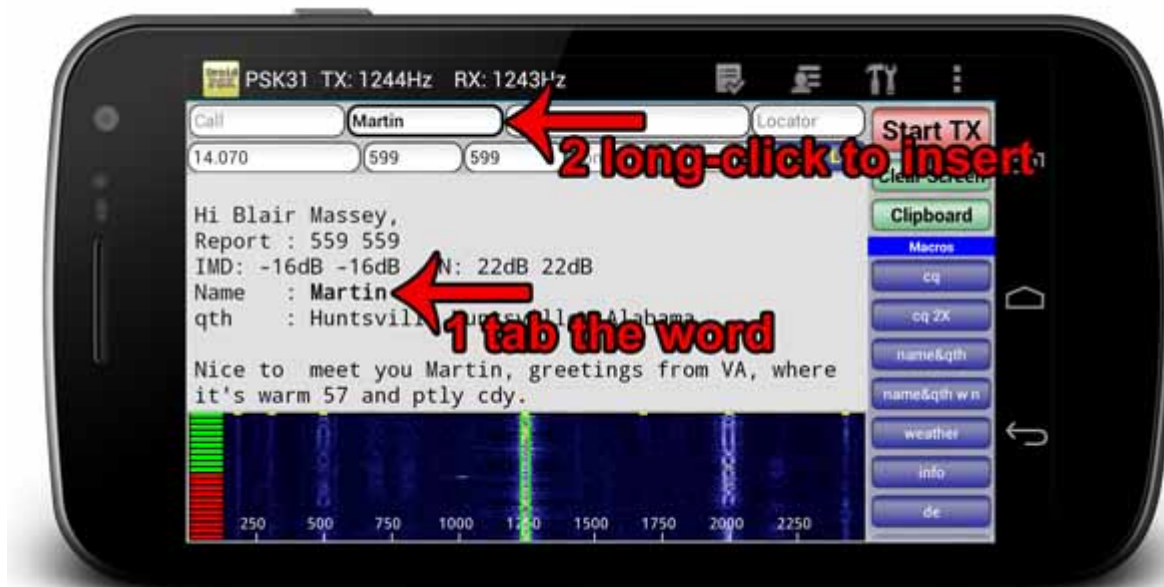 PSK31 TX: 1244Hz RX: 1243Hz
Call Martin Locator Start TX
14.070 599 599
2 long-click to insert
Clear Screen
Clipboard
Hi Blair Massey,
Report : 559 559
IMD: -16dB -16dB N: 22dB 22dB
Name : Martin
qth : Huntsvill Alabama
1 tab the word
Nice to meet you Martin, greetings from VA, where
it's warm 57 and ptly cdy.
Macros
cq
cq 2X
name&qth
name&qth w n
weather
info
de
250 500 750 1000 1250 1500 1750 2000 2250